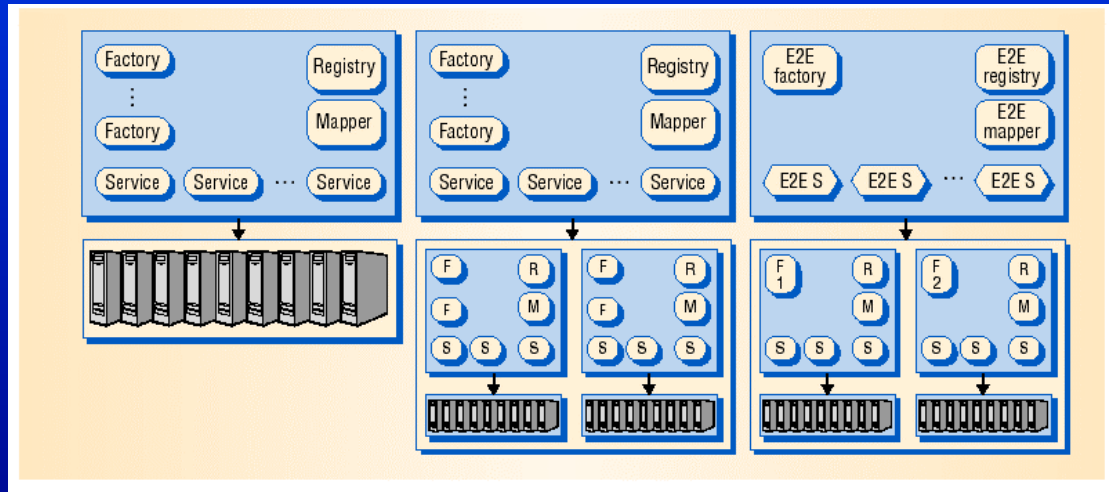 Factory
Registry
⋮
Mapper
Factory
Service Service ... Service
Factory
Registry
⋮
Mapper
Factory
Service Service ... Service
E2E
factory
E2E
registry
E2E
mapper
E2E S E2E S ... E2E S
F R
F M
S S S
F R
F M
S S S
F
1
R
M
S S S
F
2
R
M
S S S